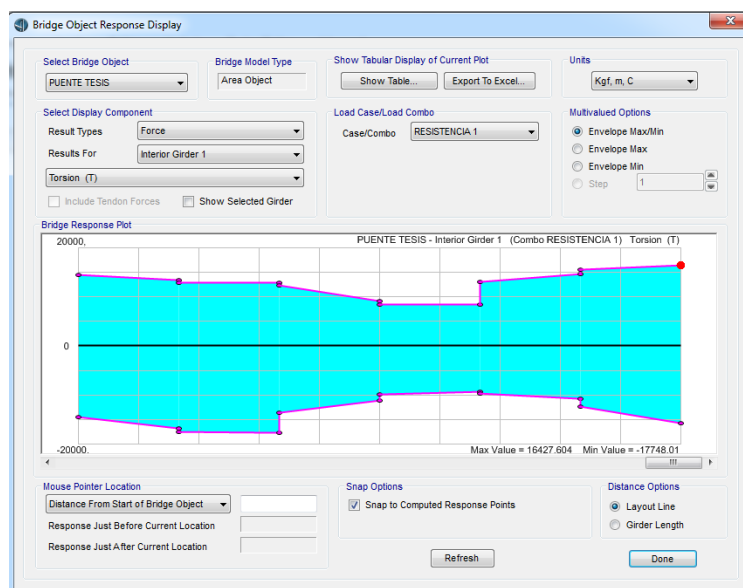 Bridge Object Response Display
Select Bridge Object
PUENTE TESIS
Bridge Model Type
Area Object
Show Tabular Display of Current Plot
Show Table...
Export To Excel...
Units
Kgf, m, C
Select Display Component
Result Types
Force
Results For
Interior Girder 1
Torsion (T)
Include Tendon Forces
Show Selected Girder
Load Case/Load Combo
Case/Combo
RESISTENCIA 1
Multivalued Options
Envelope Max/Min
Envelope Max
Envelope Min
Step
1
Bridge Response Plot
20000,
PUENTE TESIS - Interior Girder 1 (Combo RESISTENCIA 1) Torsion (T)
0
-20000.
Max Value = 16427.604 Min Value = -17748.01
Mouse Pointer Location
Distance From Start of Bridge Object
Response Just Before Current Location
Response Just After Current Location
Snap Options
Snap to Computed Response Points
Distance Options
Layout Line
Girder Length
Refresh
Done